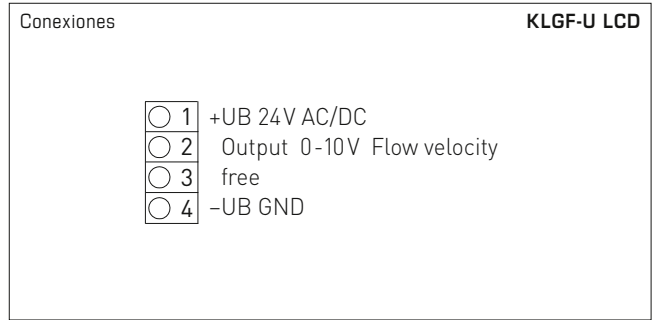 Conexiones KLGF-U LCD
1 +UB 24V AC/DC
2 Output 0-10V Flow velocity
3 free
4 –UB GND